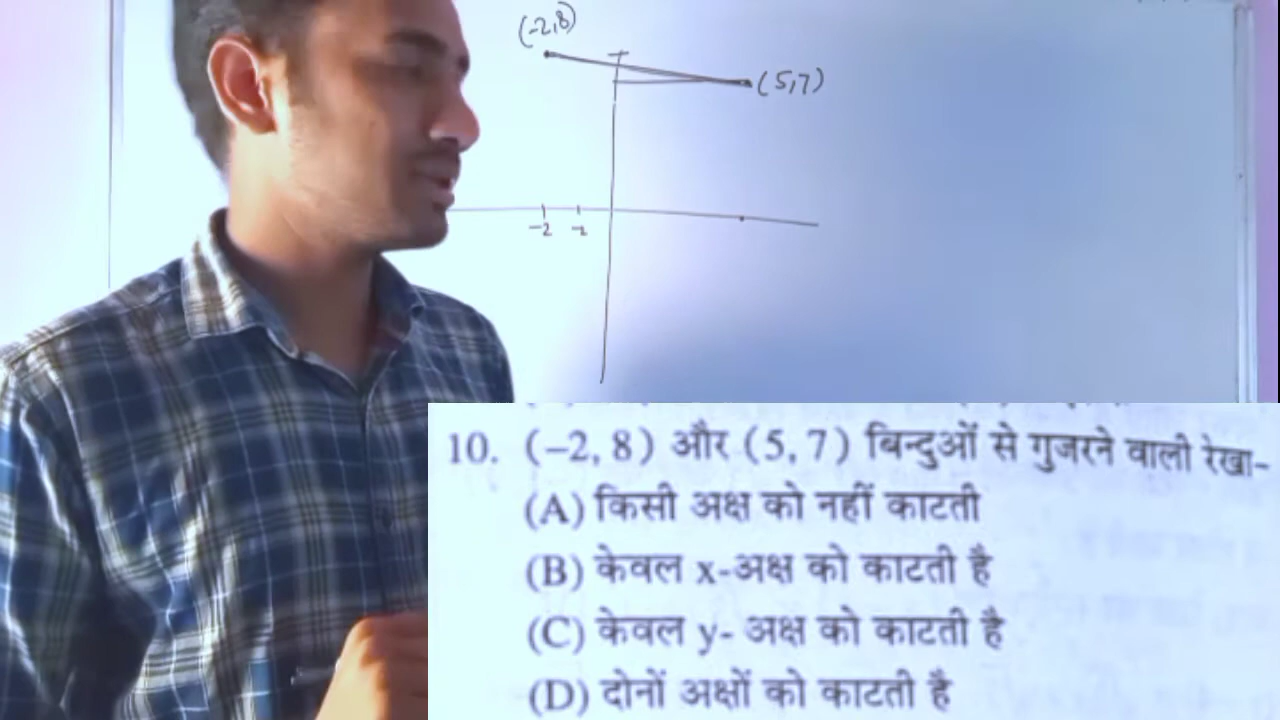 (-2,8)
(5,7)
-2
10. (–2, 8) और (5, 7) बिन्दुओं से गुजरने वाली रेखा-
(A) किसी अक्ष को नहीं काटती
(B) केवल x-अक्ष को काटती है
(C) केवल y- अक्ष को काटती है
(D) दोनों अक्षों को काटती है